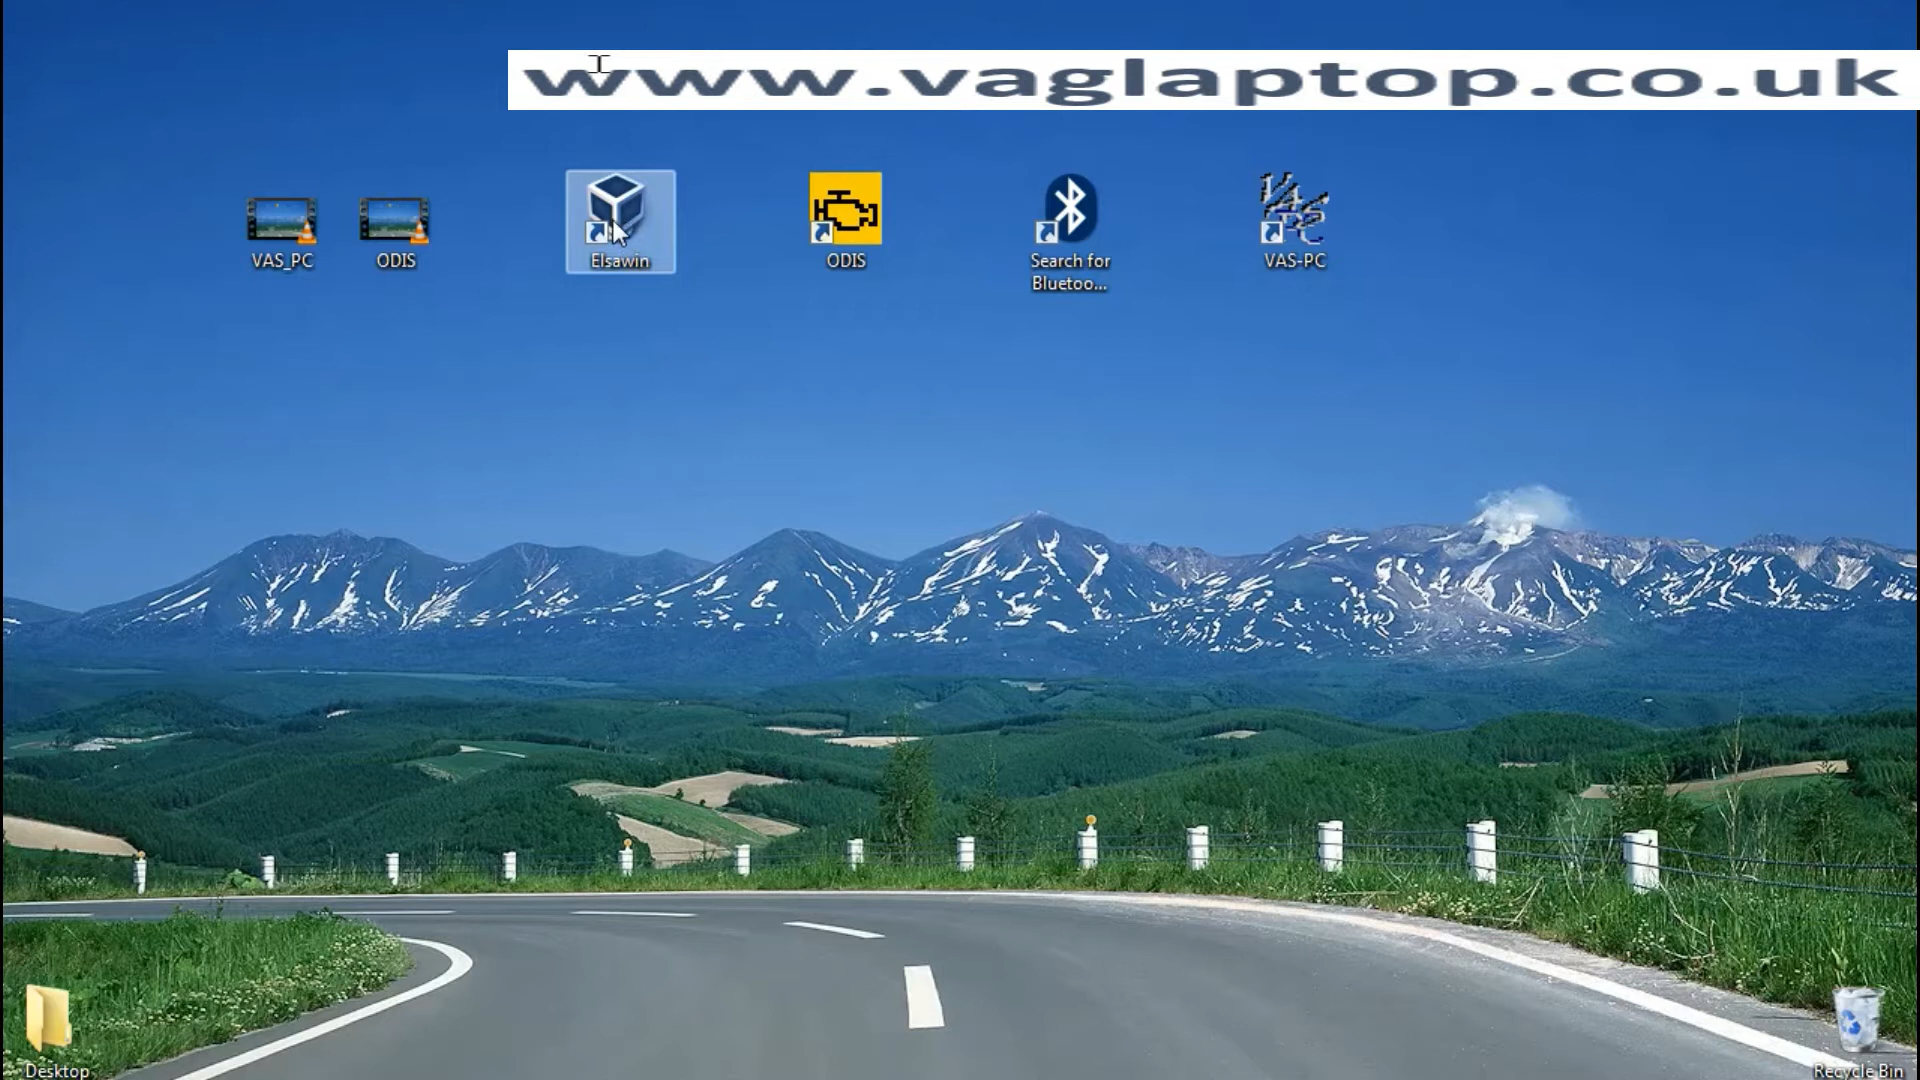 www.vaglaptop.co.uk
VAS_PC
ODIS
Elsawin
ODIS
Search for
Bluetoo...
VAS-PC
Desktop
Recycle Bin